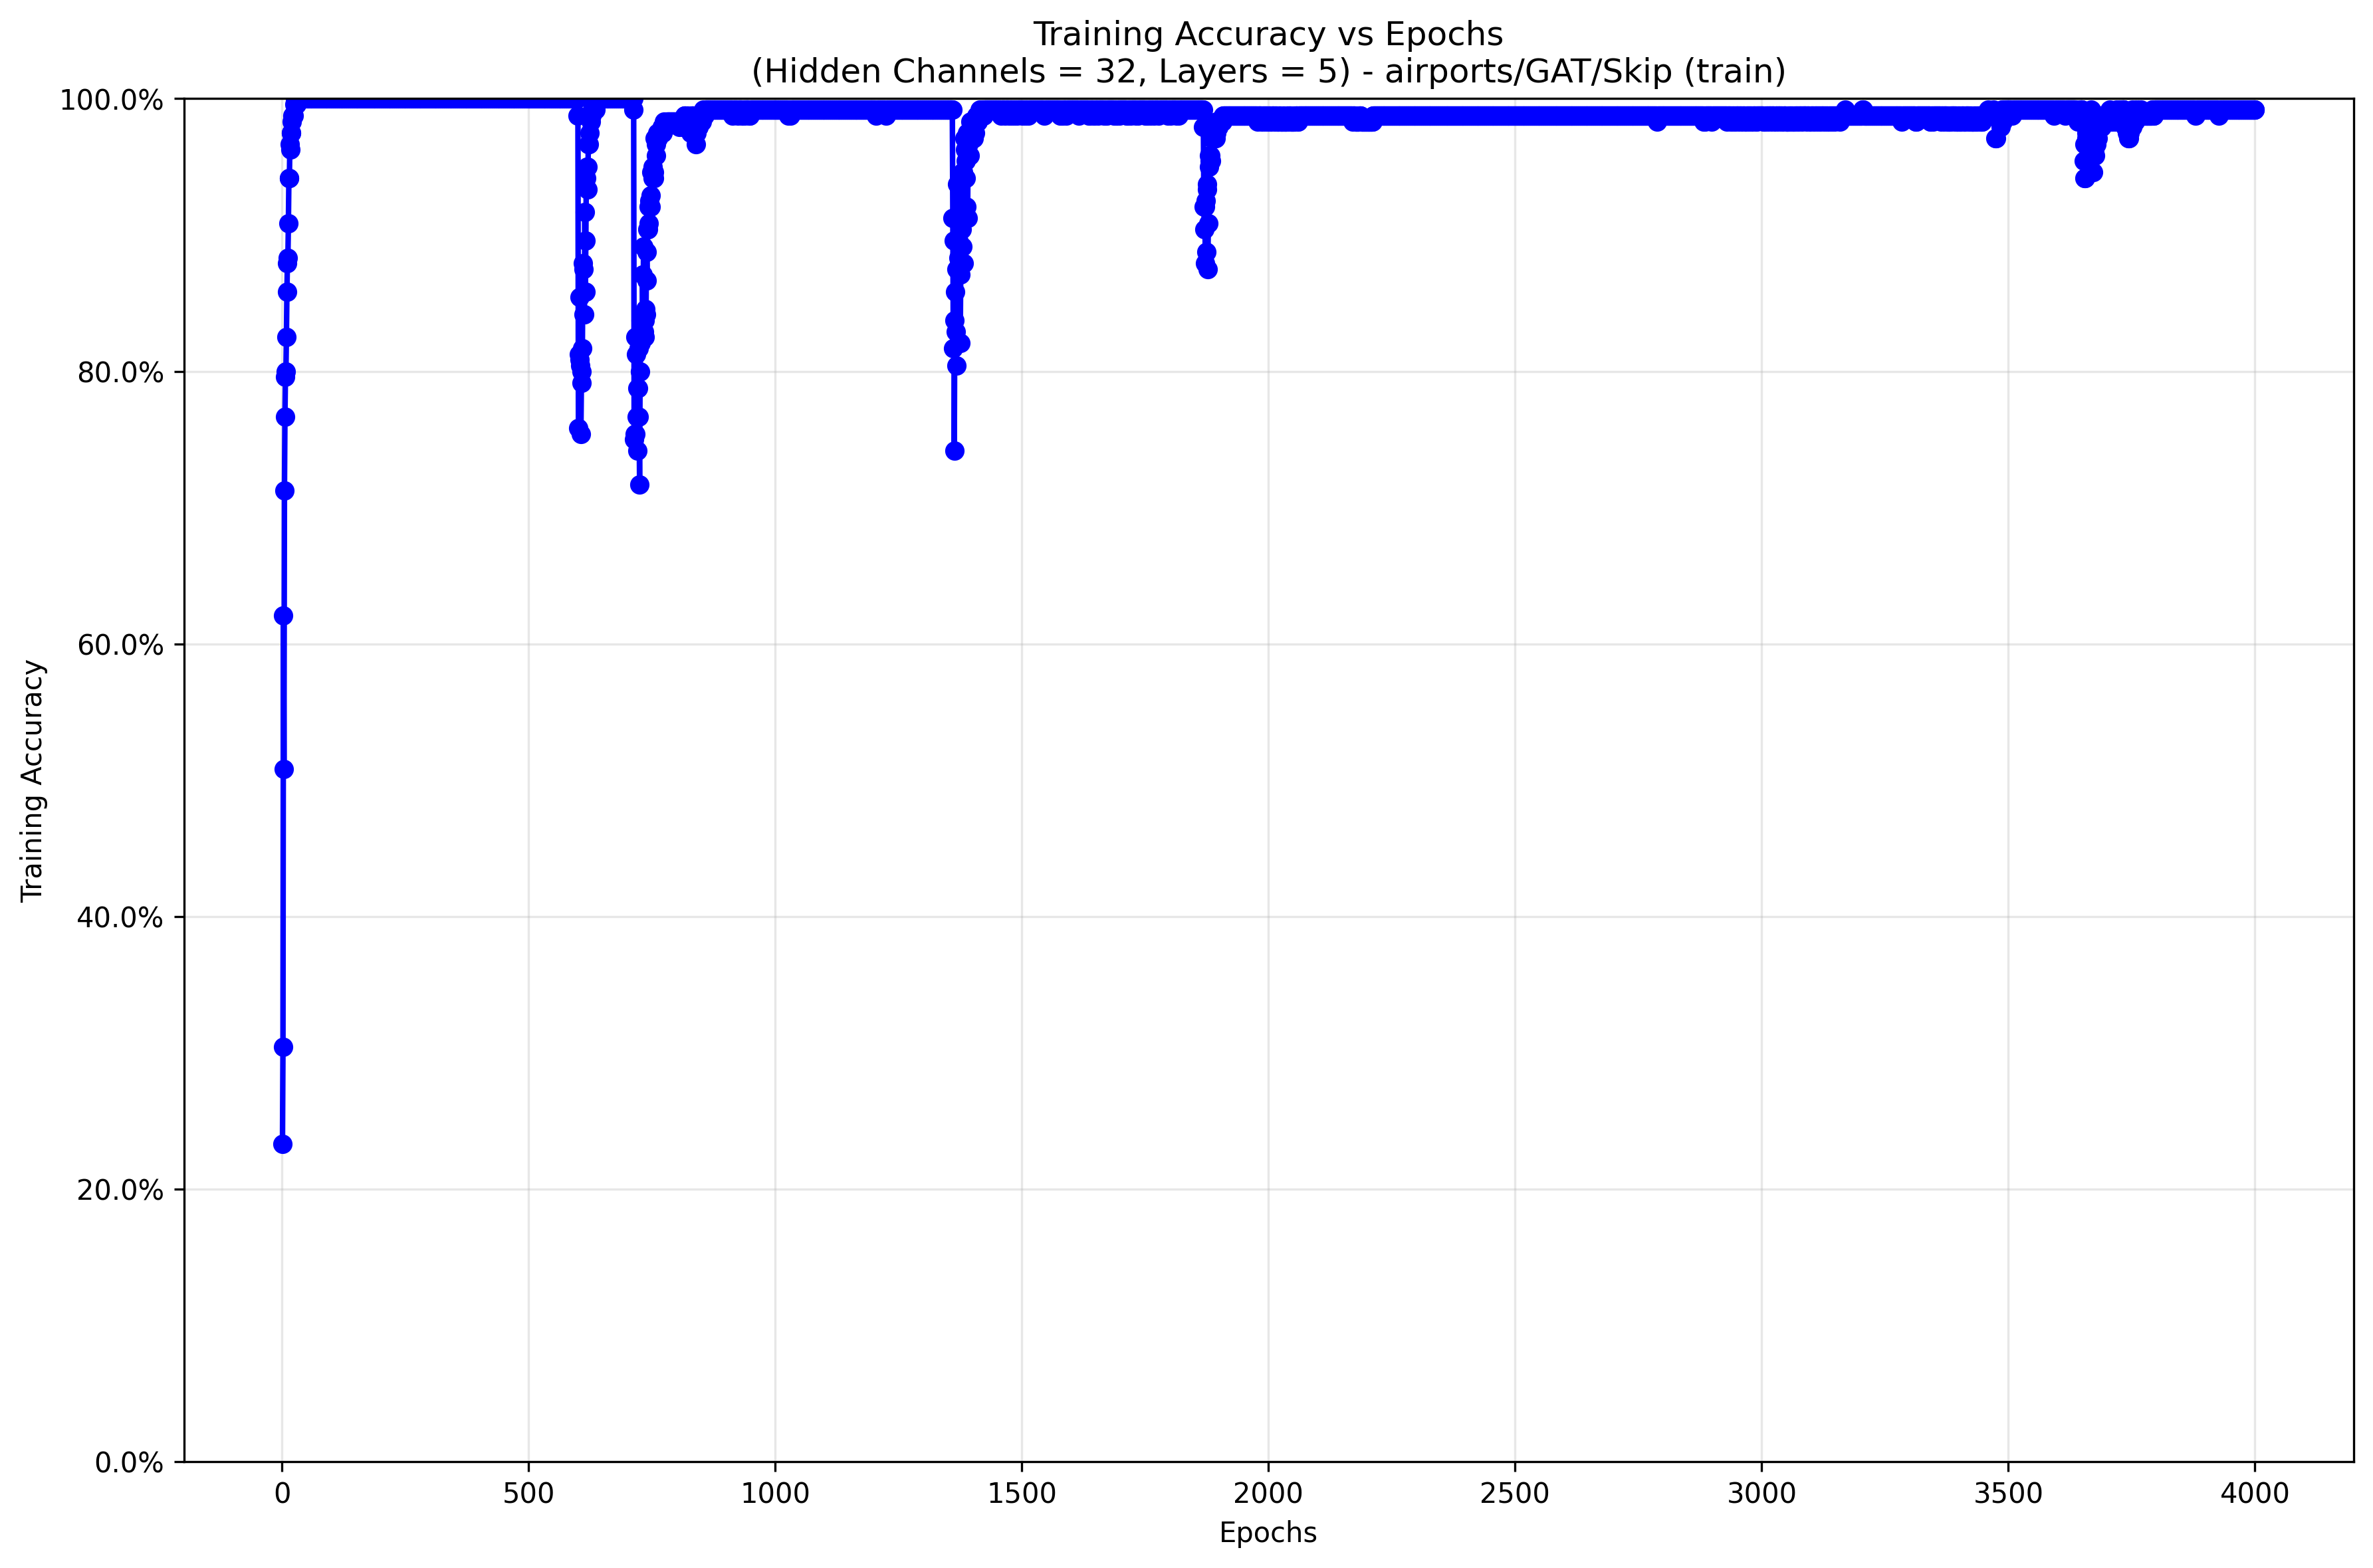 Training Accuracy vs Epochs
(Hidden Channels = 32, Layers = 5) - airports/GAT/Skip (train)
100.0%
80.0%
60.0%
40.0%
20.0%
0.0%
Training Accuracy
0 500 1000 1500 2000 2500 3000 3500 4000
Epochs